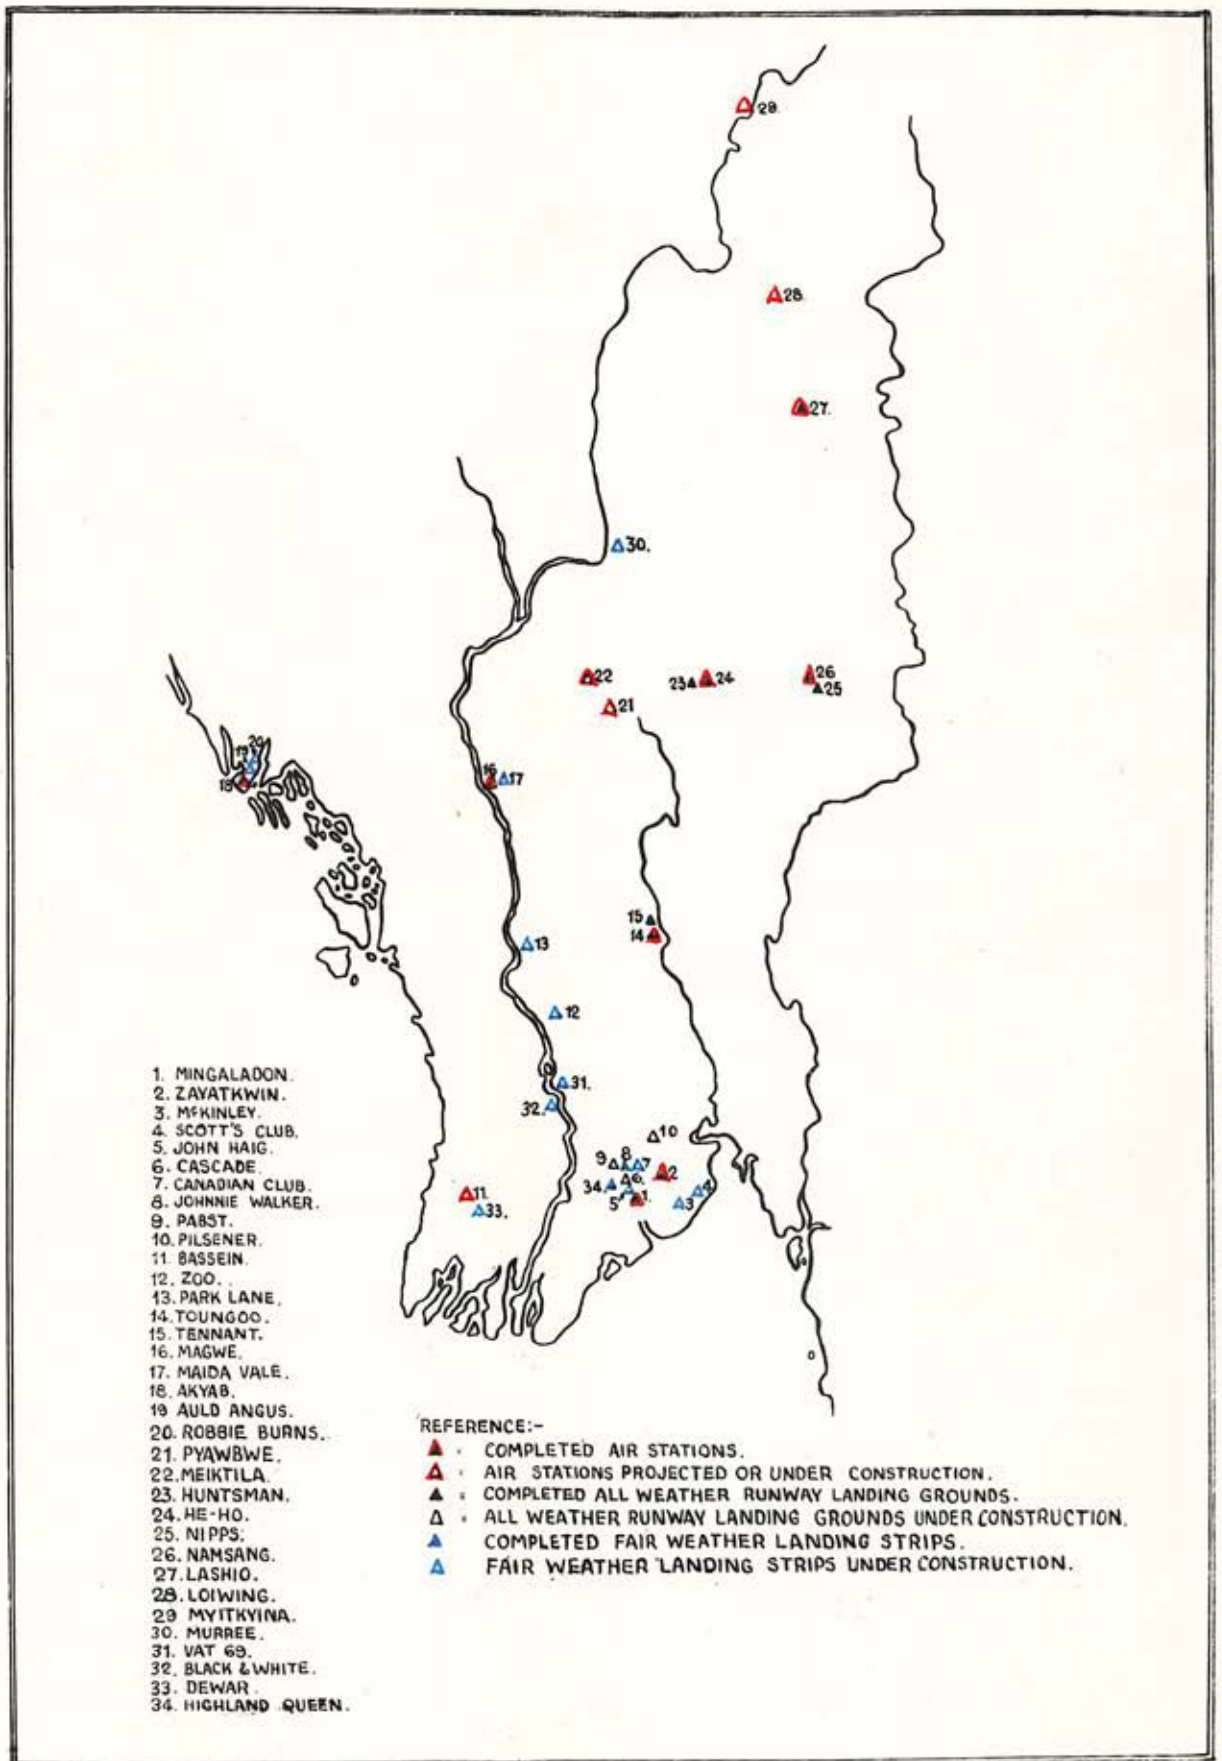 29.
28.
27.
30.
22
23
24
26
25
21
20
19
18
16
17
15
14
13
12
31.
32.
10
9
8
7
2
6.
34.
5
1.
3
4
11.
33.
1. MINGALADON.
2. ZAYATKWIN.
3. McKINLEY.
4. SCOTT'S CLUB.
5. JOHN HAIG.
6. CASCADE.
7. CANADIAN CLUB.
8. JOHNNIE WALKER.
9. PABST.
10. PILSENER.
11. BASSEIN.
12. ZOO.
13. PARK LANE.
14. TOUNGOO.
15. TENNANT.
16. MAGWE.
17. MAIDA VALE.
18. AKYAB.
19 AULD ANGUS.
20. ROBBIE BURNS.
21. PYAWBWE.
22. MEIKTILA.
23. HUNTSMAN.
24. HE-HO.
25. NIPPS.
26. NAMSANG.
27. LASHIO.
28. LOIWING.
29 MYITKYINA.
30. MURREE.
31. VAT 69.
32. BLACK & WHITE.
33. DEWAR.
34. HIGHLAND QUEEN.
REFERENCE:-
COMPLETED AIR STATIONS.
AIR STATIONS PROJECTED OR UNDER CONSTRUCTION.
COMPLETED ALL WEATHER RUNWAY LANDING GROUNDS.
ALL WEATHER RUNWAY LANDING GROUNDS UNDER CONSTRUCTION.
COMPLETED FAIR WEATHER LANDING STRIPS.
FAIR WEATHER LANDING STRIPS UNDER CONSTRUCTION.